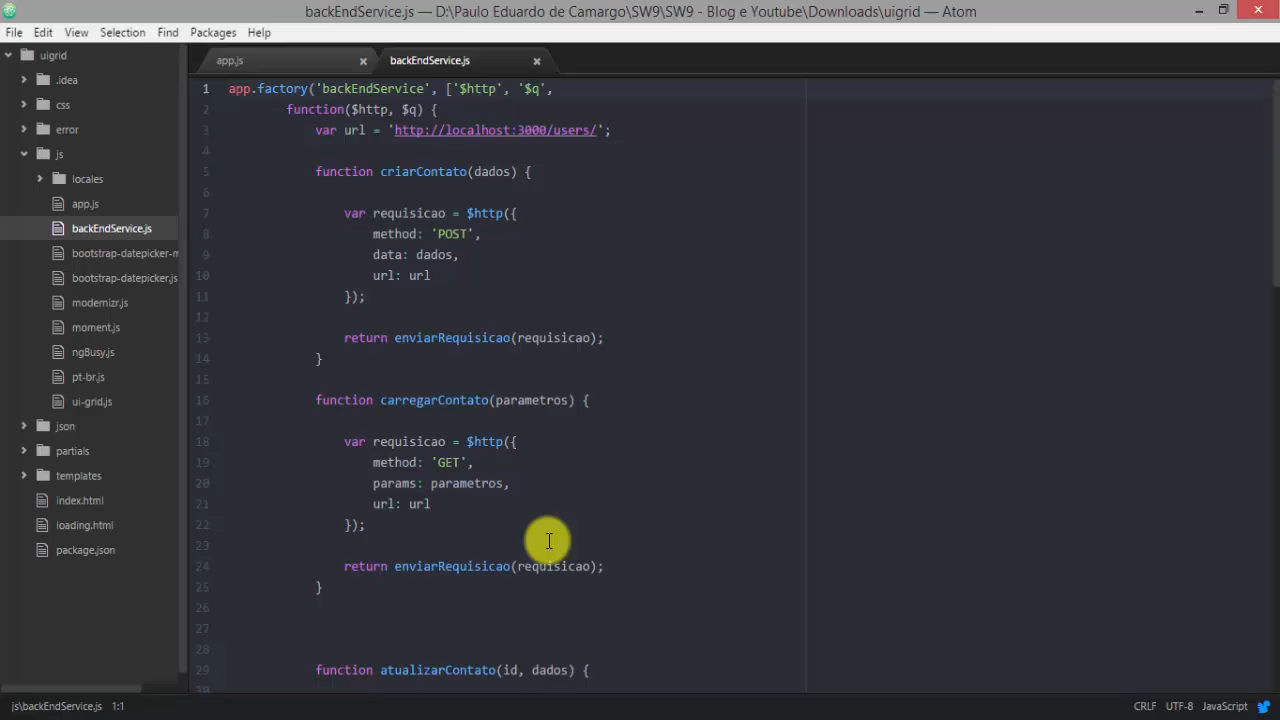 backEndService.js — D:\Paulo Eduardo de Camargo\SW9\SW9 - Blog e Youtube\Downloads\uigrid — Atom
File Edit View Selection Find Packages Help
uigrid
.idea
css
error
js
locales
app.js
backEndService.js
bootstrap-datepicker-m
bootstrap-datepicker.js
modernizr.js
moment.js
ngBusy.js
pt-br.js
ui-grid.js
json
partials
templates
index.html
loading.html
package.json
app.js backEndService.js
1 app.factory('backEndService', ['$http', '$q',
2 function($http, $q) {
3 var url = 'http://localhost:3000/users/';
4
5 function criarContato(dados) {
6
7 var requisicao = $http({
8 method: 'POST',
9 data: dados,
10 url: url
11 });
12
13 return enviarRequisicao(requisicao);
14 }
15
16 function carregarContato(parametros) {
17
18 var requisicao = $http({
19 method: 'GET',
20 params: parametros,
21 url: url
22 });
23
24 return enviarRequisicao(requisicao);
25 }
26
27
28
29 function atualizarContato(id, dados) {
30
js\backEndService.js 1:1 CRLF UTF-8 JavaScript